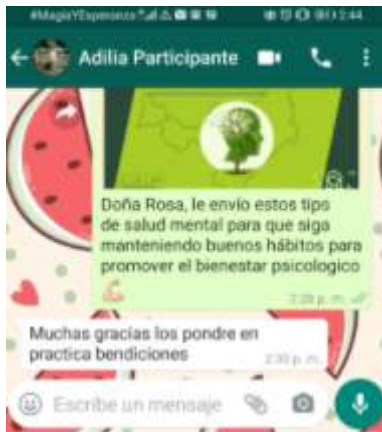 #MagiaYEsperanza
2:44
Adilia Participante
Doña Rosa, le envío estos tips
de salud mental para que siga
manteniendo buenos hábitos para
promover el bienestar psicologico
2:28 p. m.
Muchas gracias los pondre en
practica bendiciones
2:30 p. m.
Escribe un mensaje